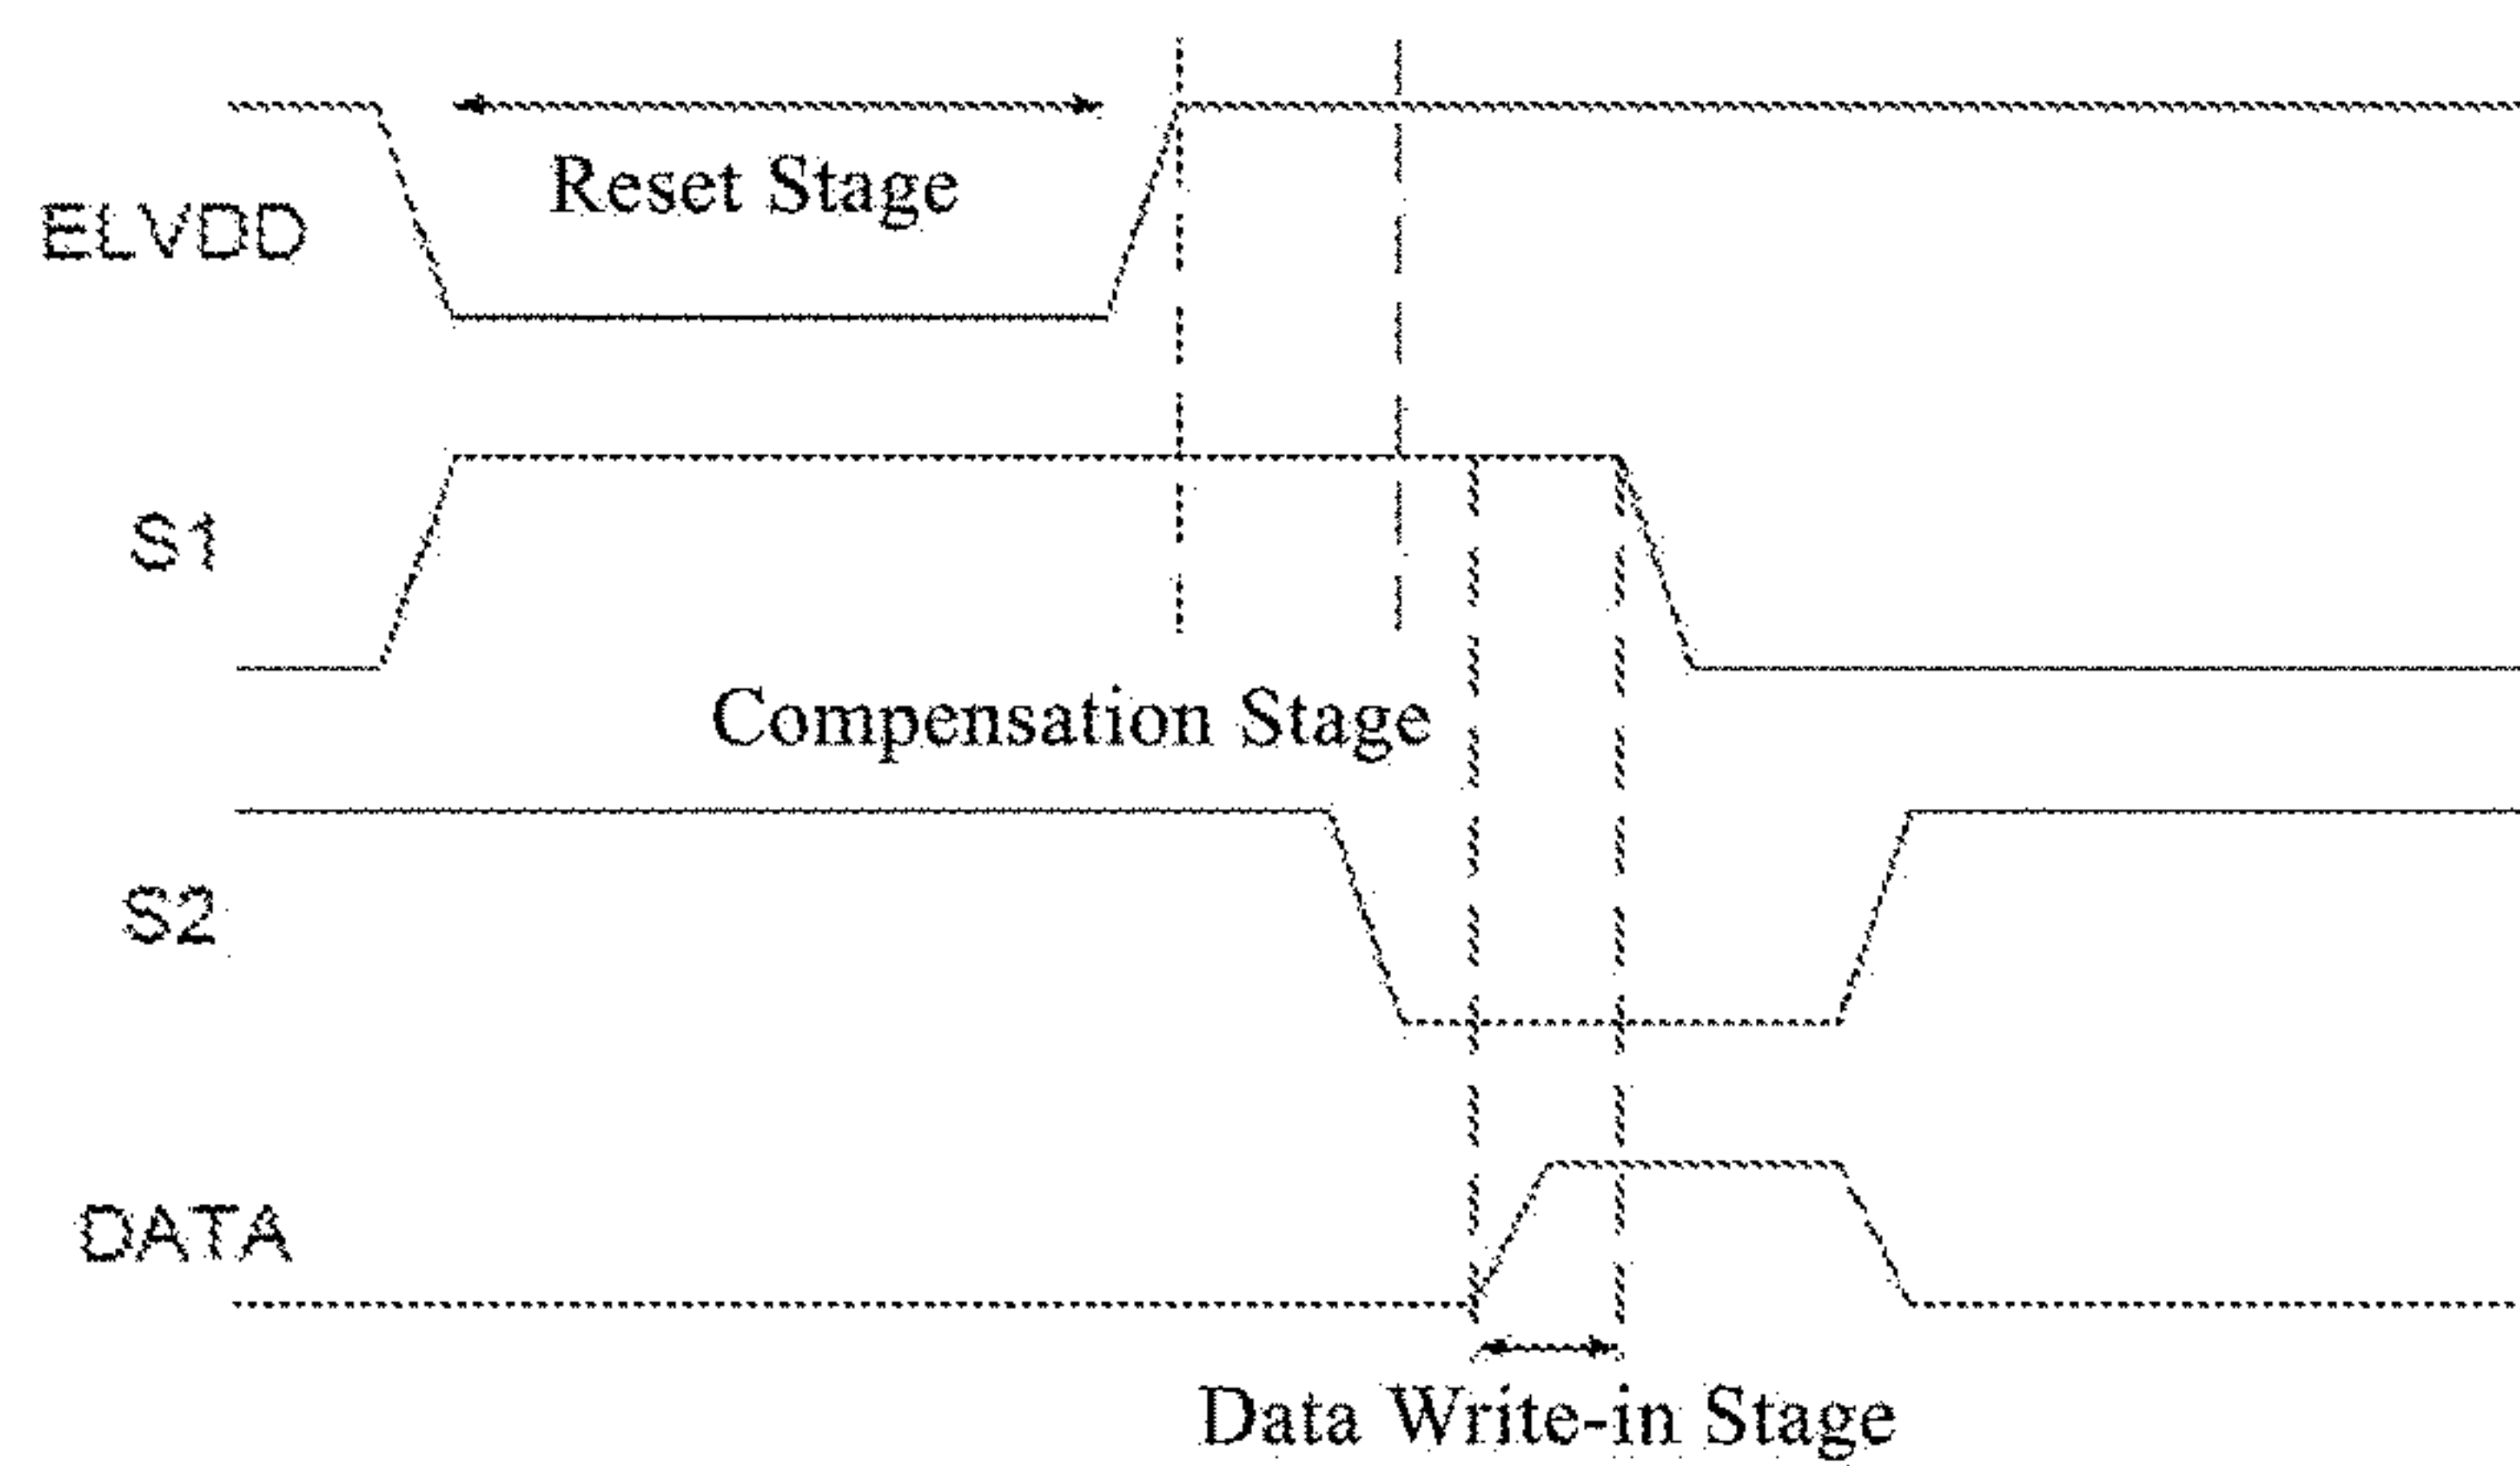 Reset Stage
ELVDD
S1
Compensation Stage
S2
DATA
Data Write-in Stage